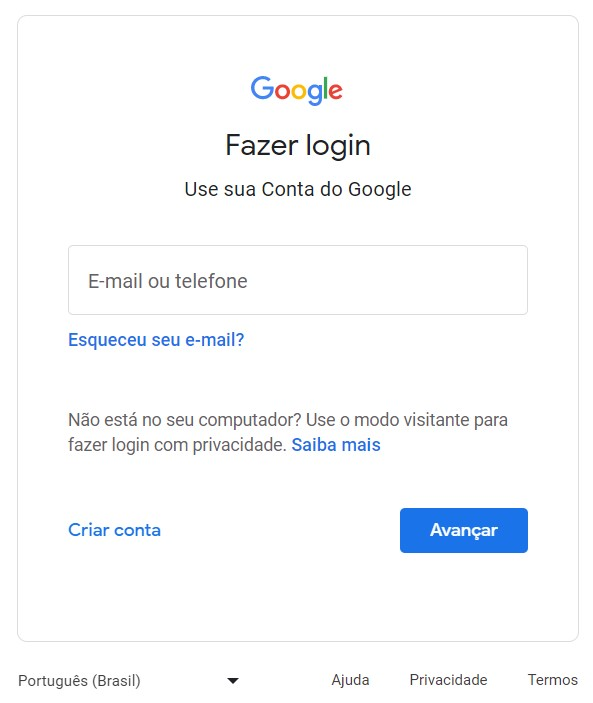 Google
Fazer login
Use sua Conta do Google
E-mail ou telefone
Esqueceu seu e-mail?
Não está no seu computador? Use o modo visitante para
fazer login com privacidade. Saiba mais
Criar conta
Avançar
Português (Brasil)
Ajuda
Privacidade
Termos